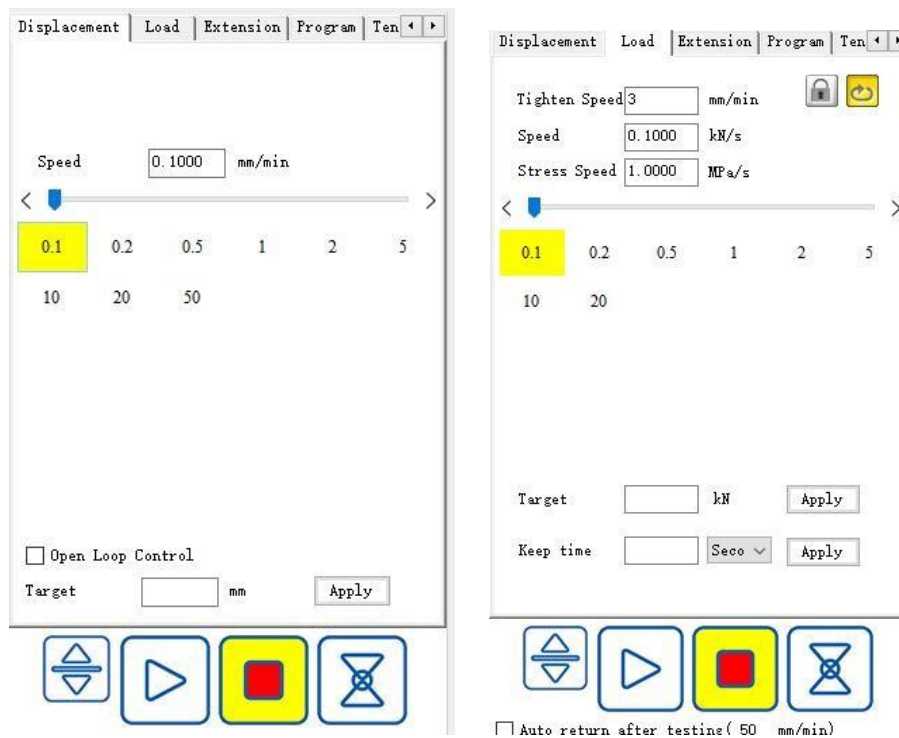 Displacement Load Extension Program Ten
Speed 0.1000 mm/min
0.1 0.2 0.5 1 2 5
10 20 50
Open Loop Control
Target mm Apply
Displacement Load Extension Program Ten
Tighten Speed 3 mm/min
Speed 0.1000 kN/s
Stress Speed 1.0000 MPa/s
0.1 0.2 0.5 1 2 5
10 20
Target kN Apply
Keep time Seco Apply
Auto return after testing( 50 mm/min)